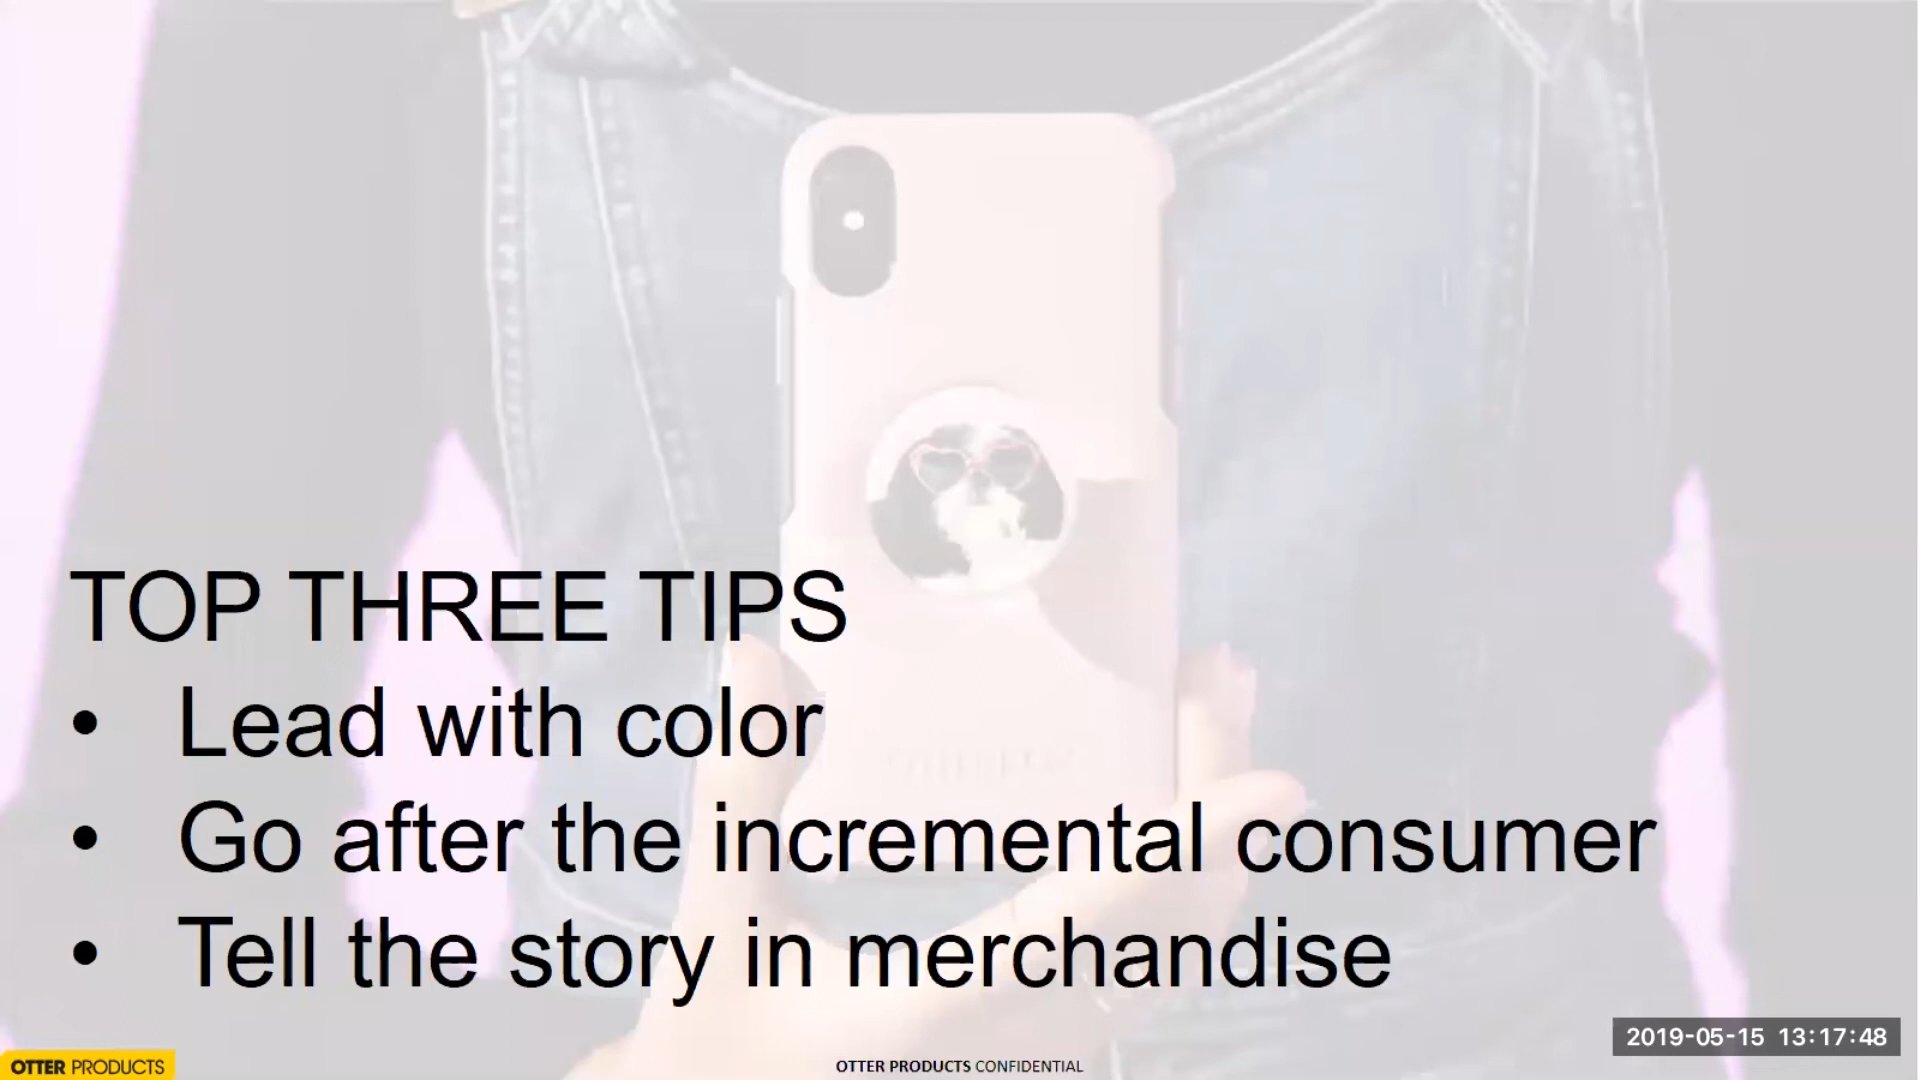 TOP THREE TIPS
• Lead with color
• Go after the incremental consumer
• Tell the story in merchandise
2019-05-15 13:17:48
OTTER PRODUCTS
OTTER PRODUCTS CONFIDENTIAL